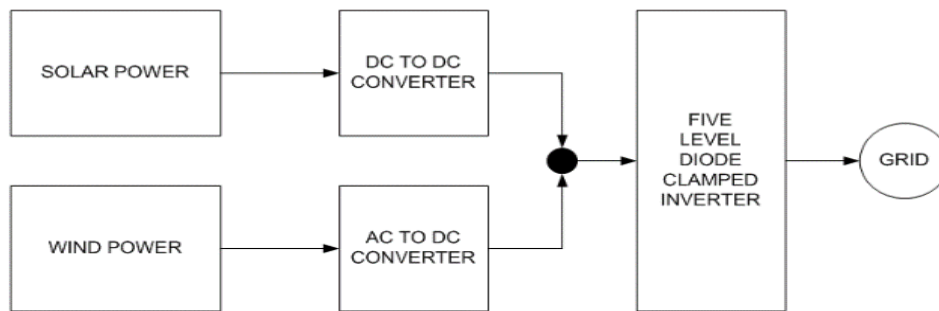 SOLAR POWER
DC TO DC
CONVERTER
WIND POWER
AC TO DC
CONVERTER
FIVE
LEVEL
DIODE
CLAMPED
INVERTER
GRID